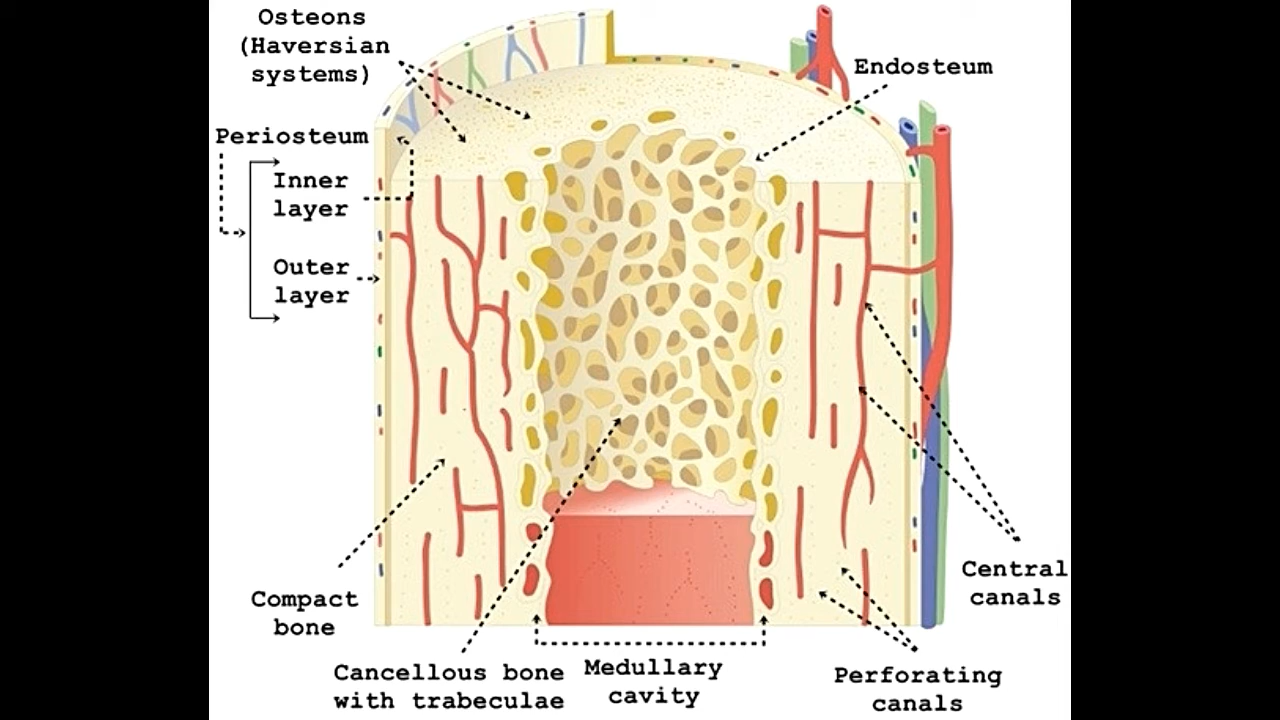 Osteons
(Haversian
systems)
Endosteum
Periosteum
Inner
layer
Outer
layer
Central
canals
Compact
bone
Cancellous bone
with trabeculae
Medullary
cavity
Perforating
canals